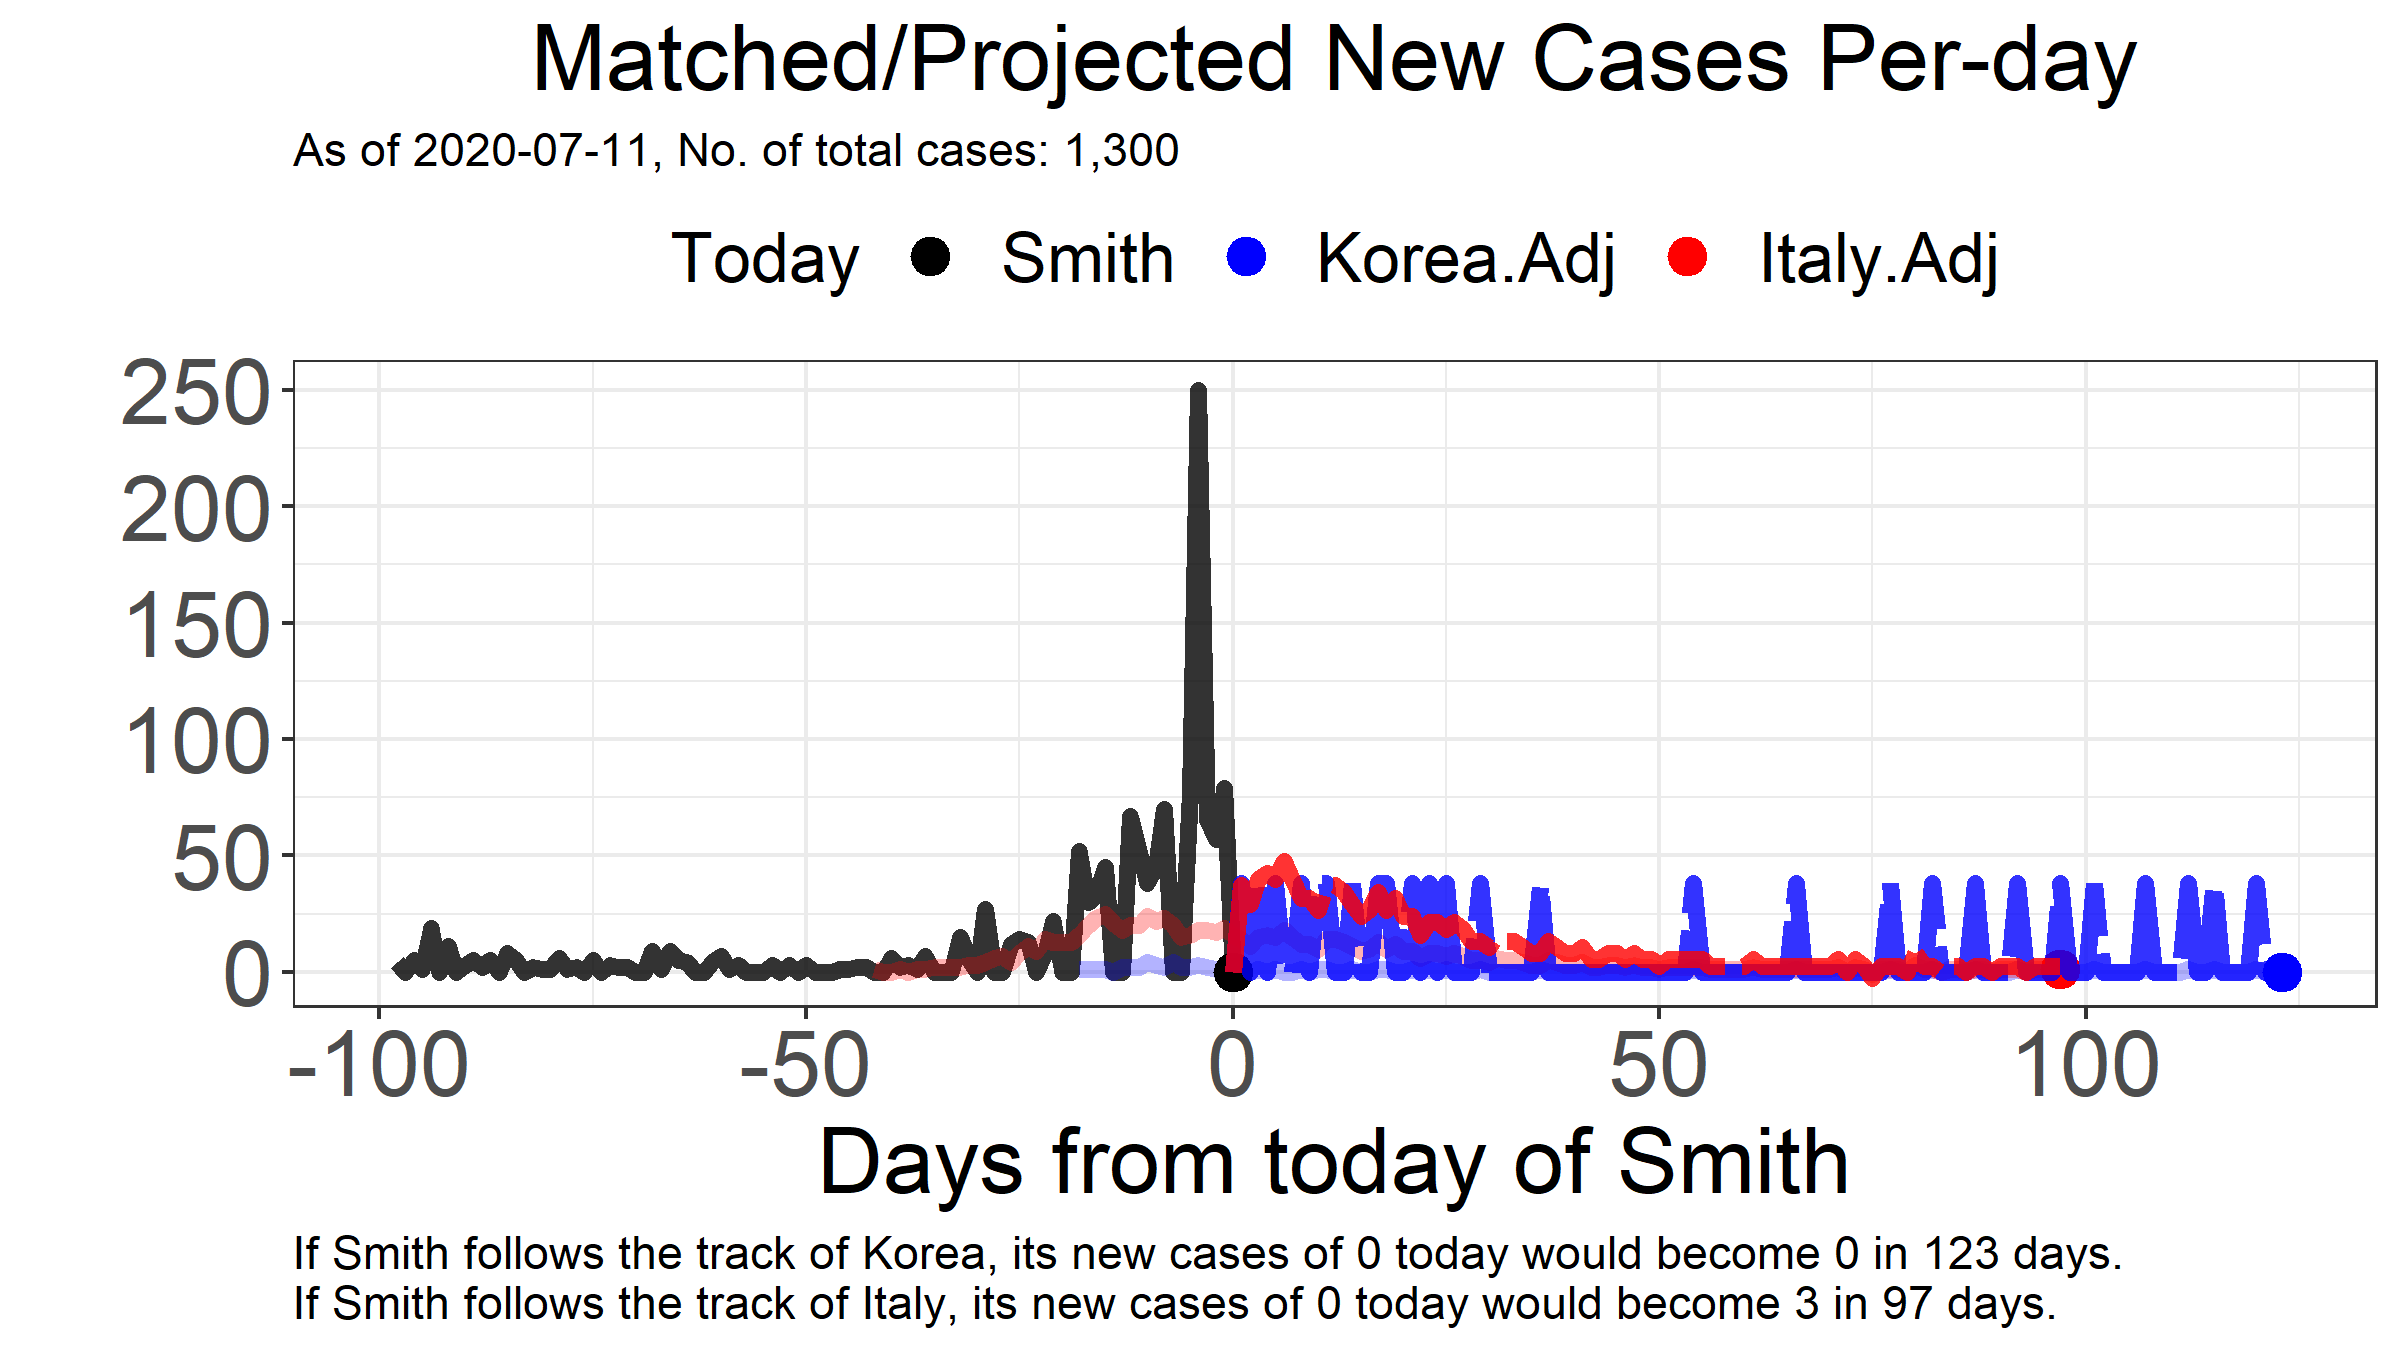 Matched/Projected New Cases Per-day
As of 2020-07-11, No. of total cases: 1,300
Today Smith Korea.Adj Italy.Adj
250
200
150
100
50
0
-100 -50 0 50 100
Days from today of Smith
If Smith follows the track of Korea, its new cases of 0 today would become 0 in 123 days.
If Smith follows the track of Italy, its new cases of 0 today would become 3 in 97 days.